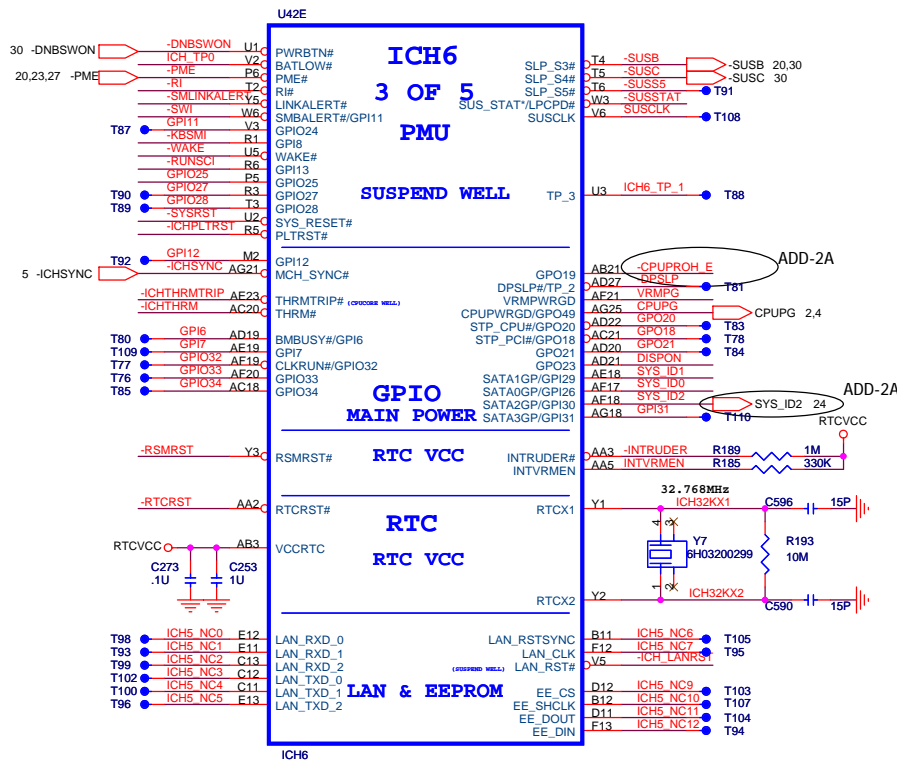 U42E
ICH6
3 OF 5
PMU
SUSPEND WELL
30 -DNBSWON -DNBSWON U1 PWRBTN#
ICH_TP0 V2 BATLOW#
20,23,27 -PME -PME P6 PME#
-RI T2 RI#
-SMLINKALERT Y5 LINKALERT#
-SWI W6 SMBALERT#/GPI11
T87 GPI11 V3 GPIO24
-KBSMI R1 GPI8
-WAKE U5 WAKE#
-RUNSCI R6 GPI13
GPIO25 P5 GPIO25
T90 GPIO27 R3 GPIO27
T89 GPIO28 T3 GPIO28
-SYSRST U2 SYS_RESET#
-ICHPLTRST R5 PLTRST#
SLP_S3# T4 -SUSB -SUSB 20,30
SLP_S4# T5 -SUSC -SUSC 30
SLP_S5# T6 -SUSS5 T91
SUS_STAT*/LPCPD# W3 -SUSSTAT
SUSCLK V6 SUSCLK T108
TP_3 U3 ICH6_TP_1 T88
T92 GPI12 M2 GPI12
5 -ICHSYNC -ICHSYNC AG21 MCH_SYNC#
-ICHTHRMTRIP AE23 THRMTRIP# (CPUCORE WELL)
-ICHTHRM AC20 THRM#
T80 GPI6 AD19 BMBUSY#/GPI6
T109 GPI7 AE19 GPI7
T77 GPIO32 AF19 CLKRUN#/GPIO32
T76 GPIO33 AF20 GPIO33
T85 GPIO34 AC18 GPIO34
GPIO
MAIN POWER
GPO19 AB21 -CPUPROH_E ADD-2A
DPSLP#/TP_2 AD27 DPSLP T81
VRMPWRGD AF21 VRMPG
CPUPWRGD/GPO49 AG25 CPUPG CPUPG 2,4
STP_CPU#/GPO20 AD22 GPO20 T83
STP_PCI#/GPO18 AC21 GPO18 T78
GPO21 AD20 GPO21 T84
GPO23 AD21 DISPON
SATA1GP/GPI29 AE18 SYS_ID1
SATA0GP/GPI26 AF17 SYS_ID0
SATA2GP/GPI30 AF18 SYS_ID2 SYS_ID2 24 ADD-2A
SATA3GP/GPI31 AG18 GPI31 T110
RTCVCC
-RSMRST Y3 RSMRST#
RTC VCC
INTRUDER# AA3 -INTRUDER R189 1M
INTVRMEN AA5 INTVRMEN R185 330K
-RTCRST AA2 RTCRST#
RTCVCC AB3 VCCRTC
C273 .1U
C253 1U
RTC
RTC VCC
32.768MHz
RTCX1 Y1 ICH32KX1 C596 15P
4 3
Y7
6H03200299
1 2
R193
10M
RTCX2 Y2 ICH32KX2 C590 15P
T98 ICH5_NC0 E12 LAN_RXD_0
T93 ICH5_NC1 E11 LAN_RXD_1
T99 ICH5_NC2 C13 LAN_RXD_2
T102 ICH5_NC3 C12 LAN_TXD_0
T100 ICH5_NC4 C11 LAN_TXD_1
T96 ICH5_NC5 E13 LAN_TXD_2
LAN & EEPROM
LAN_RSTSYNC B11 ICH5_NC6 T105
LAN_CLK F12 ICH5_NC7 T95
(SUSPEND WELL) LAN_RST# V5 -ICH_LANRST
EE_CS D12 ICH5_NC9 T103
EE_SHCLK B12 ICH5_NC10 T107
EE_DOUT D11 ICH5_NC11 T104
EE_DIN F13 ICH5_NC12 T94
ICH6